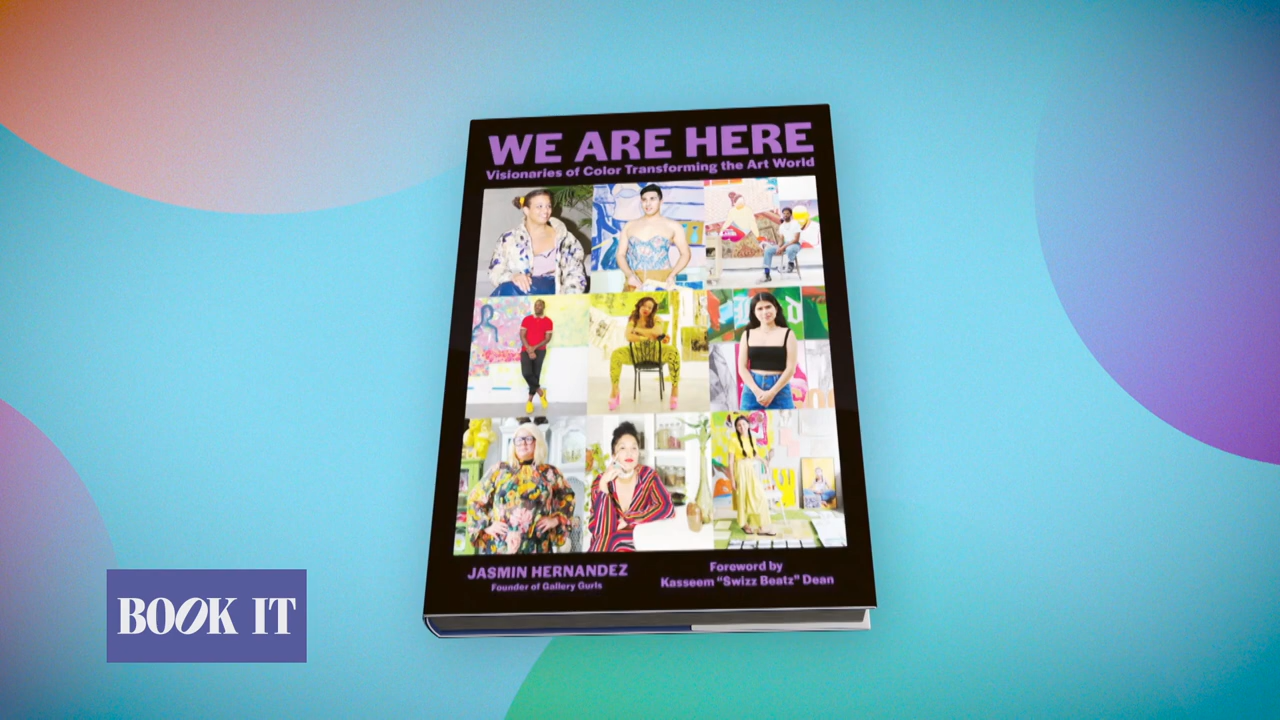 WE ARE HERE
Visionaries of Color Transforming the Art World
JASMIN HERNANDEZ
Founder of Gallery Gurls
Foreword by
Kasseem “Swizz Beatz” Dean
BOOK IT